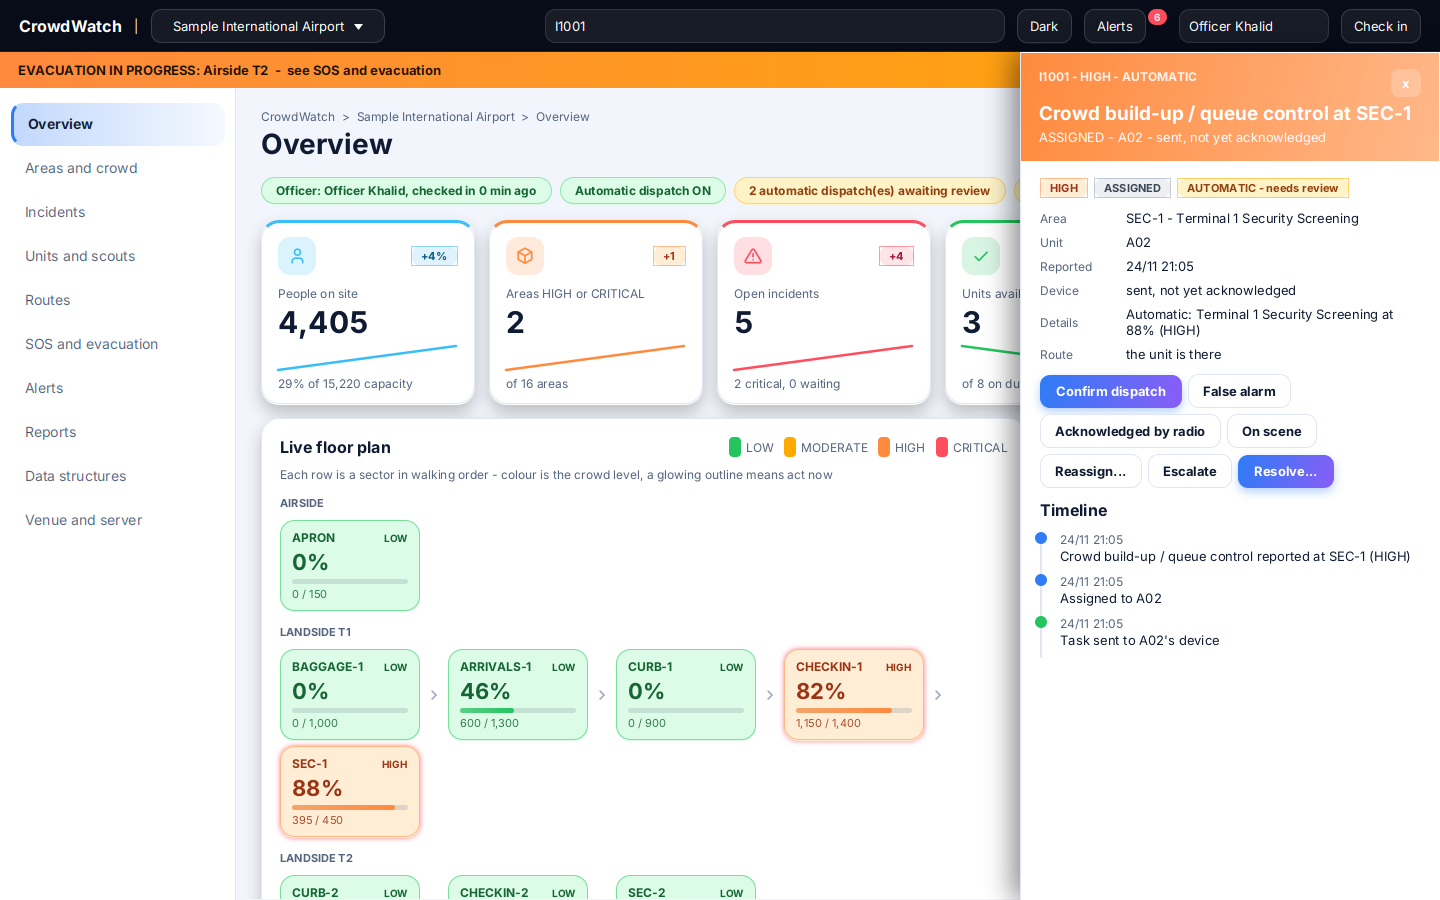 CrowdWatch | Sample International Airport
I1001
Dark
Alerts 6
Officer Khalid
Check in
EVACUATION IN PROGRESS: Airside T2 - see SOS and evacuation
Overview
Areas and crowd
Incidents
Units and scouts
Routes
SOS and evacuation
Alerts
Reports
Data structures
Venue and server
CrowdWatch > Sample International Airport > Overview
Overview
Officer: Officer Khalid, checked in 0 min ago
Automatic dispatch ON
2 automatic dispatch(es) awaiting review
+4%
People on site
4,405
29% of 15,220 capacity
+1
Areas HIGH or CRITICAL
2
of 16 areas
+4
Open incidents
5
2 critical, 0 waiting
Units avail
3
of 8 on du
Live floor plan
LOW MODERATE HIGH CRITICAL
Each row is a sector in walking order - colour is the crowd level, a glowing outline means act now
AIRSIDE
APRON LOW
0%
0 / 150
LANDSIDE T1
BAGGAGE-1 LOW
0%
0 / 1,000
ARRIVALS-1 LOW
46%
600 / 1,300
CURB-1 LOW
0%
0 / 900
CHECKIN-1 HIGH
82%
1,150 / 1,400
SEC-1 HIGH
88%
395 / 450
LANDSIDE T2
CURB-2 LOW
CHECKIN-2 LOW
SEC-2 LOW
I1001 - HIGH - AUTOMATIC
x
Crowd build-up / queue control at SEC-1
ASSIGNED - A02 - sent, not yet acknowledged
HIGH
ASSIGNED
AUTOMATIC - needs review
Area SEC-1 - Terminal 1 Security Screening
Unit A02
Reported 24/11 21:05
Device sent, not yet acknowledged
Details Automatic: Terminal 1 Security Screening at
88% (HIGH)
Route the unit is there
Confirm dispatch
False alarm
Acknowledged by radio
On scene
Reassign...
Escalate
Resolve...
Timeline
24/11 21:05
Crowd build-up / queue control reported at SEC-1 (HIGH)
24/11 21:05
Assigned to A02
24/11 21:05
Task sent to A02's device